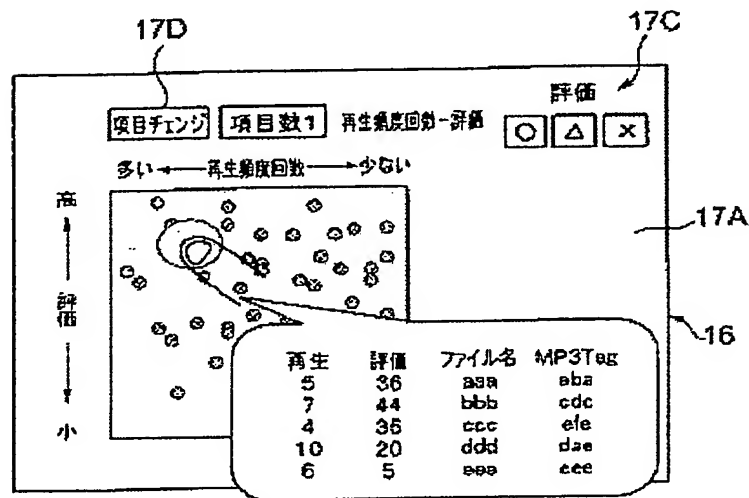 17D
17C
評価
項目チェンジ 項目数1 再生頻度回数-評価 ○ △ ×
多い ← 再生頻度回数 → 少ない
高
評価
小
17A
16
再生 評価 ファイル名 MP3Tag
5 36 aaa aba
7 44 bbb cdc
4 35 ccc efe
10 20 ddd dae
6 5 eee eee